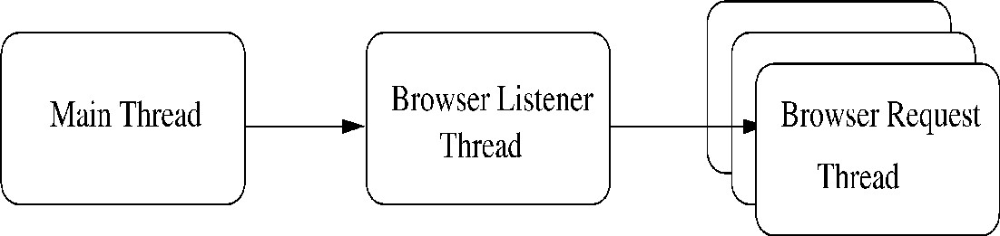 Main Thread
Browser Listener
Thread
Browser Request
Thread